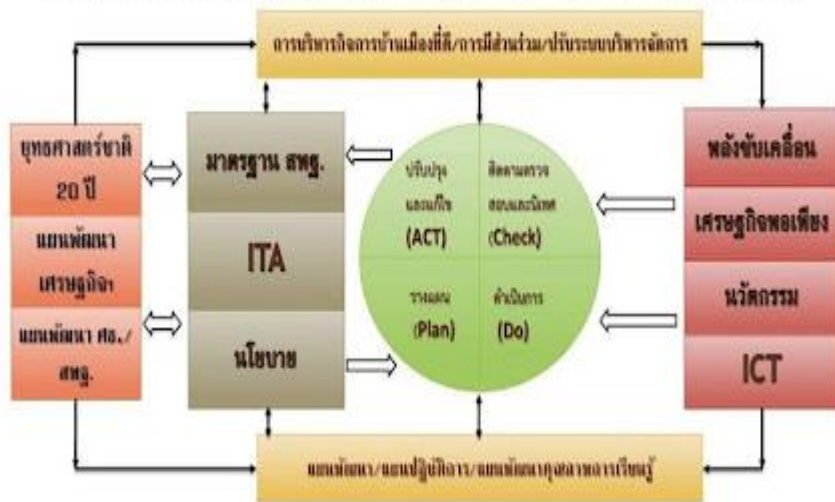 การบริหารกิจการบ้านเมืองที่ดี/การมีส่วนร่วม/ปรับระบบบริหารจัดการ
ยุทธศาสตร์ชาติ
20 ปี
แผนพัฒนา
เศรษฐกิจฯ
แผนพัฒนา ศธ./
สพฐ.
มาตรฐาน สพฐ.
ITA
นโยบาย
ปรับปรุง
และแก้ไข
(ACT)
ติดตามตรวจ
สอบและนิเทศ
(Check)
วางแผน
(Plan)
ดำเนินการ
(Do)
พลังขับเคลื่อน
เศรษฐกิจพอเพียง
นวัตกรรม
ICT
แผนพัฒนา/แผนปฏิบัติการ/แผนพัฒนาคุณภาพการเรียนรู้